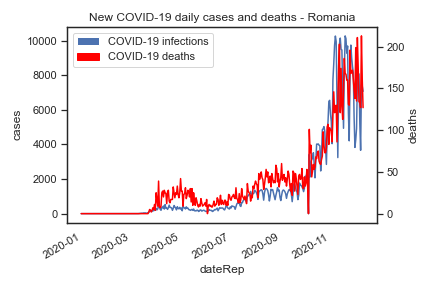 New COVID-19 daily cases and deaths - Romania
COVID-19 infections
COVID-19 deaths
10000
8000
6000
4000
2000
0
cases
200
150
100
50
0
deaths
2020-01
2020-03
2020-05
2020-07
2020-09
2020-11
dateRep